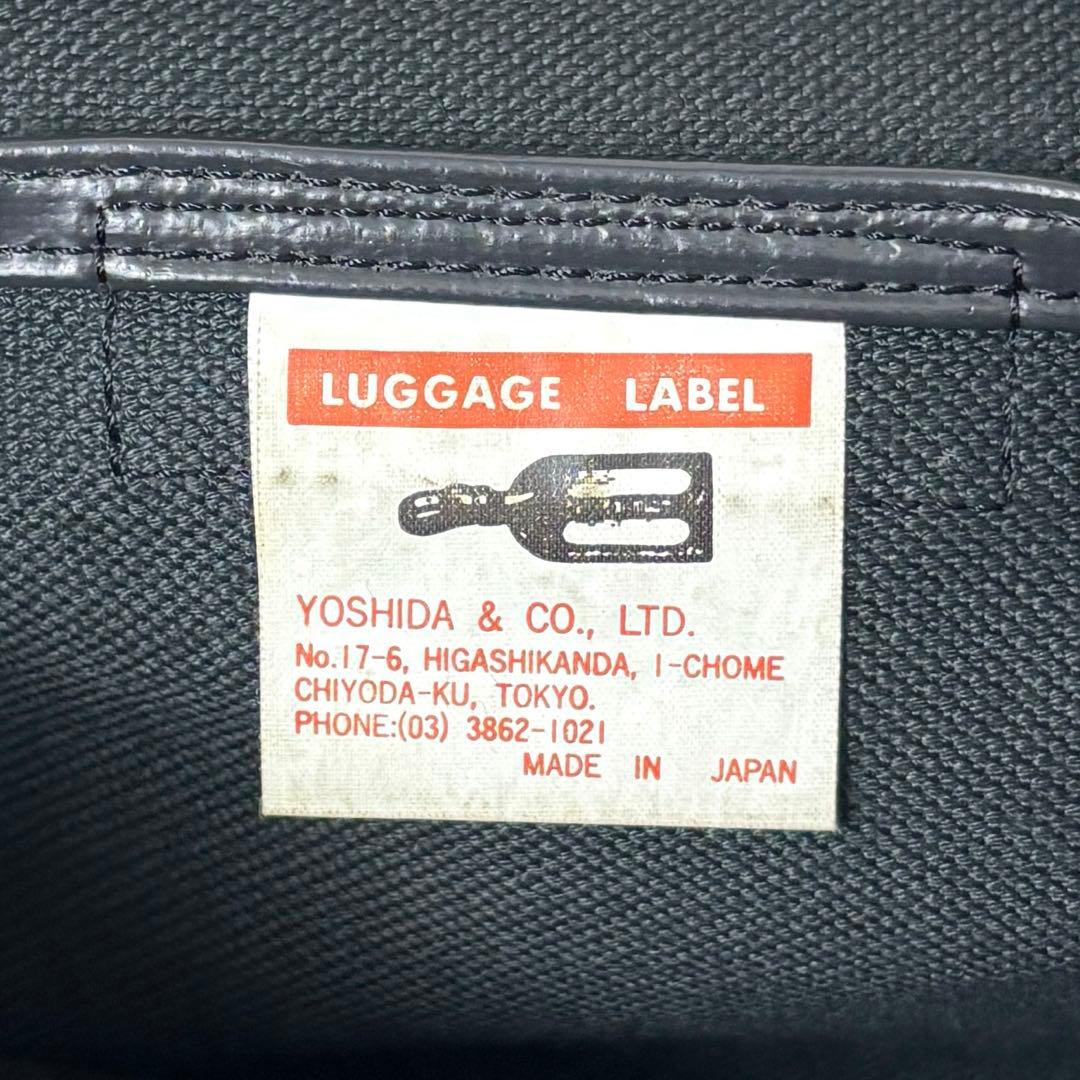 LUGGAGE LABEL
YOSHIDA & CO., LTD.
No.17-6, HIGASHIKANDA, 1-CHOME
CHIYODA-KU, TOKYO.
PHONE:(03) 3862-1021
MADE IN JAPAN